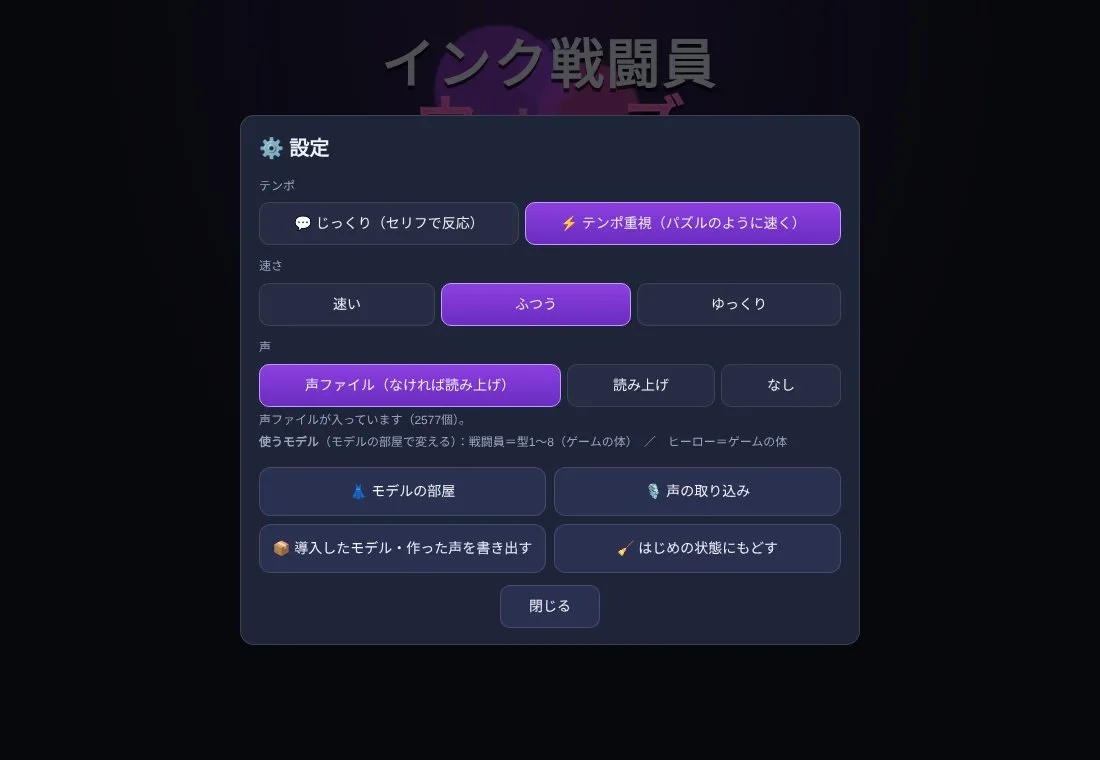 インク戦闘員
⚙️ 設定
テンポ
💬 じっくり（セリフで反応）
⚡ テンポ重視（パズルのように速く）
速さ
速い
ふつう
ゆっくり
声
声ファイル（なければ読み上げ）
読み上げ
なし
声ファイルが入っています（2577個）。
使うモデル（モデルの部屋で変える）：戦闘員＝型1〜8（ゲームの体） ／ ヒーロー＝ゲームの体
👗 モデルの部屋
🎙️ 声の取り込み
📦 導入したモデル・作った声を書き出す
🧹 はじめの状態にもどす
閉じる